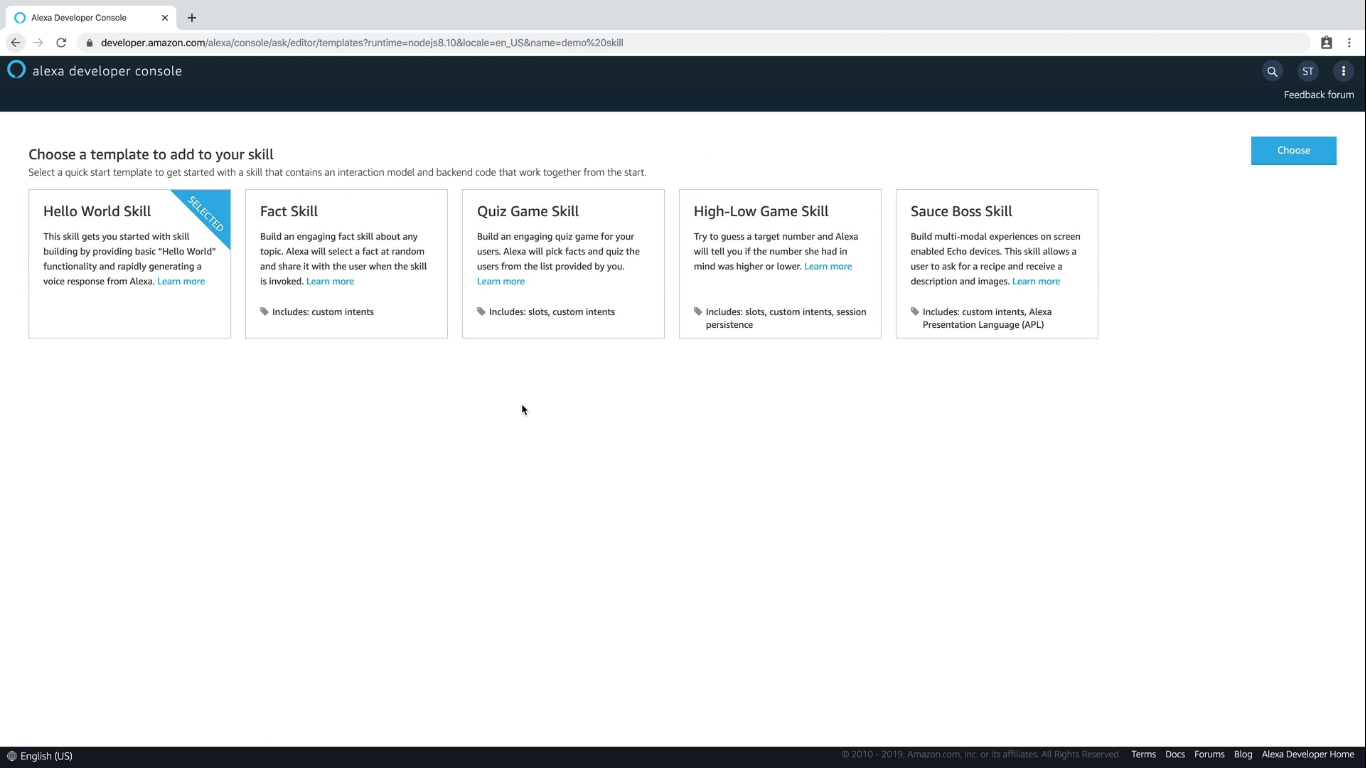 Alexa Developer Console
developer.amazon.com/alexa/console/ask/editor/templates?runtime=nodejs8.10&locale=en_US&name=demo%20skill
alexa developer console
ST
Feedback forum
Choose a template to add to your skill
Select a quick start template to get started with a skill that contains an interaction model and backend code that work together from the start.
Choose
Hello World Skill
SELECTED
This skill gets you started with skill
building by providing basic “Hello World”
functionality and rapidly generating a
voice response from Alexa. Learn more
Fact Skill
Build an engaging fact skill about any
topic. Alexa will select a fact at random
and share it with the user when the skill
is invoked. Learn more
Includes: custom intents
Quiz Game Skill
Build an engaging quiz game for your
users. Alexa will pick facts and quiz the
users from the list provided by you.
Learn more
Includes: slots, custom intents
High-Low Game Skill
Try to guess a target number and Alexa
will tell you if the number she had in
mind was higher or lower. Learn more
Includes: slots, custom intents, session
persistence
Sauce Boss Skill
Build multi-modal experiences on screen
enabled Echo devices. This skill allows a
user to ask for a recipe and receive a
description and images. Learn more
Includes: custom intents, Alexa
Presentation Language (APL)
English (US)
© 2010 - 2019, Amazon.com, Inc. or its affiliates. All Rights Reserved.
Terms Docs Forums Blog Alexa Developer Home